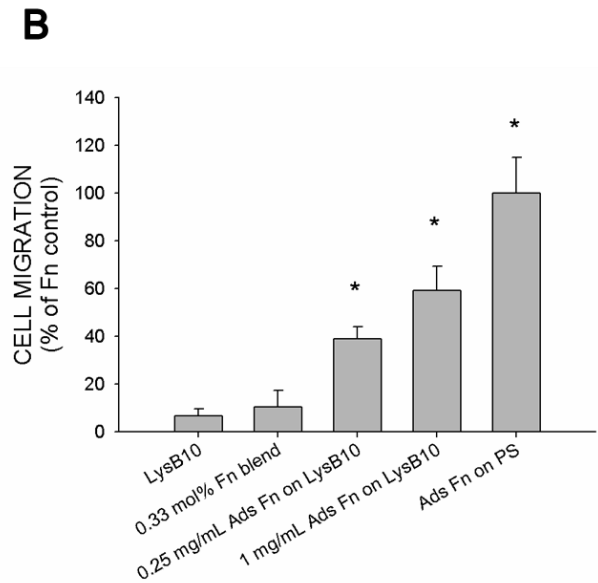 B
CELL MIGRATION
(% of Fn control)
140
120
100
80
60
40
20
0
*
*
*
LysB10
0.33 mol% Fn blend
0.25 mg/mL Ads Fn on LysB10
1 mg/mL Ads Fn on LysB10
Ads Fn on PS